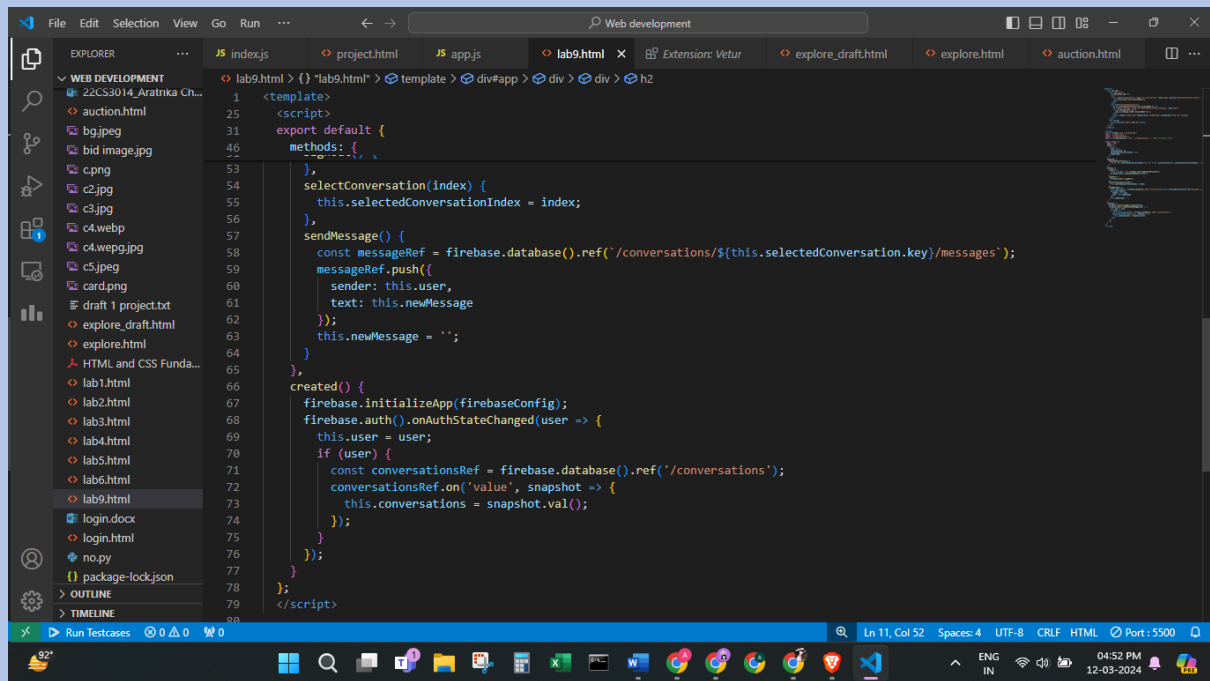 File Edit Selection View Go Run ··· ← → Web development
EXPLORER ···
JS index.js <> project.html JS app.js <> lab9.html × Extension: Vetur <> explore_draft.html <> explore.html <> auction.html ···
WEB DEVELOPMENT
<> lab9.html > {} "lab9.html" > template > div#app > div > div > h2
22CS3014_Aratrika Ch...
<> auction.html
bg.jpeg
bid image.jpg
c.png
c2.jpg
c3.jpg
c4.webp
c4.wepg.jpg
c5.jpeg
card.png
draft 1 project.txt
<> explore_draft.html
<> explore.html
HTML and CSS Funda...
<> lab1.html
<> lab2.html
<> lab3.html
<> lab4.html
<> lab5.html
<> lab6.html
<> lab9.html
login.docx
<> login.html
no.py
{} package-lock.json
> OUTLINE
> TIMELINE
1 <template>
25 <script>
31 export default {
46 methods: {
53 },
54 selectConversation(index) {
55 this.selectedConversationIndex = index;
56 },
57 sendMessage() {
58 const messageRef = firebase.database().ref(`/conversations/${this.selectedConversation.key}/messages`);
59 messageRef.push({
60 sender: this.user,
61 text: this.newMessage
62 });
63 this.newMessage = '';
64 }
65 },
66 created() {
67 firebase.initializeApp(firebaseConfig);
68 firebase.auth().onAuthStateChanged(user => {
69 this.user = user;
70 if (user) {
71 const conversationsRef = firebase.database().ref('/conversations');
72 conversationsRef.on('value', snapshot => {
73 this.conversations = snapshot.val();
74 });
75 }
76 });
77 }
78 };
79 </script>
80
Run Testcases 0 0 0 Ln 11, Col 52 Spaces: 4 UTF-8 CRLF HTML Port : 5500
92° ENG IN 04:52 PM 12-03-2024